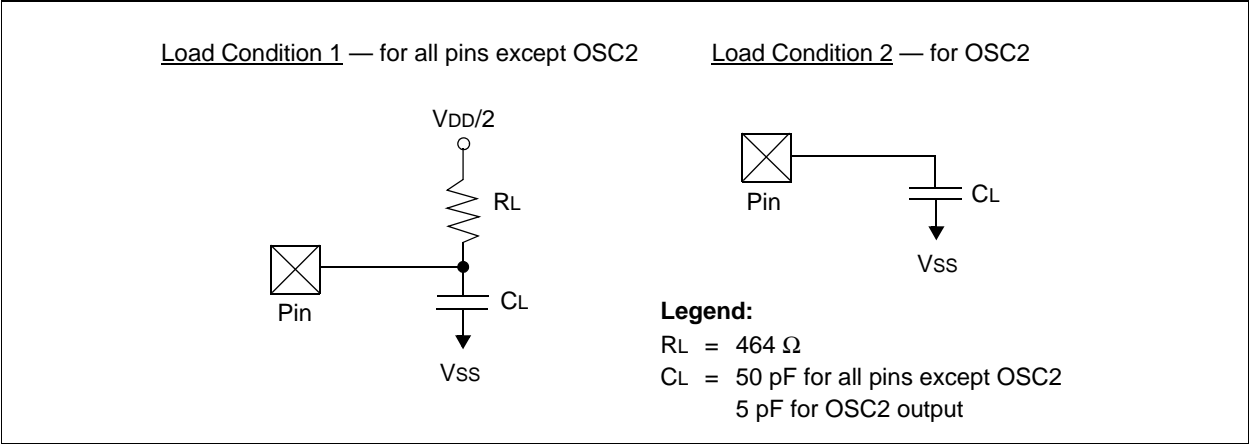 Load Condition 1 — for all pins except OSC2
Load Condition 2 — for OSC2
VDD/2
RL
Pin
CL
VSS
Pin
CL
VSS
Legend:
RL = 464 Ω
CL = 50 pF for all pins except OSC2
5 pF for OSC2 output